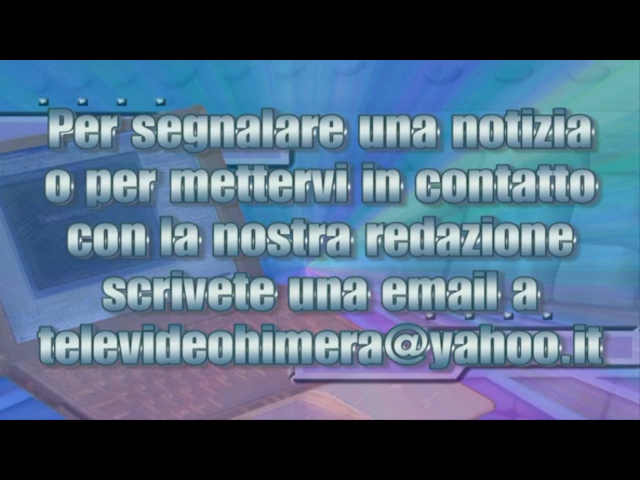 Per segnalare una notizia
o per mettervi in contatto
con la nostra redazione
scrivete una email a
televideohimera@yahoo.it